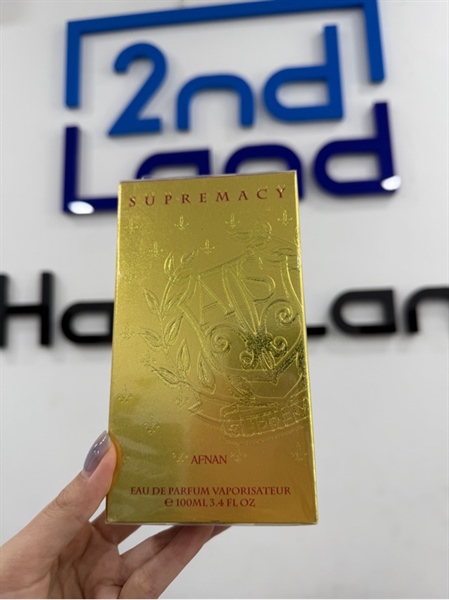 2nd
Land
SUPREMACY
AFNAN
EAU DE PARFUM VAPORISATEUR
℮ 100ML 3.4 FL OZ